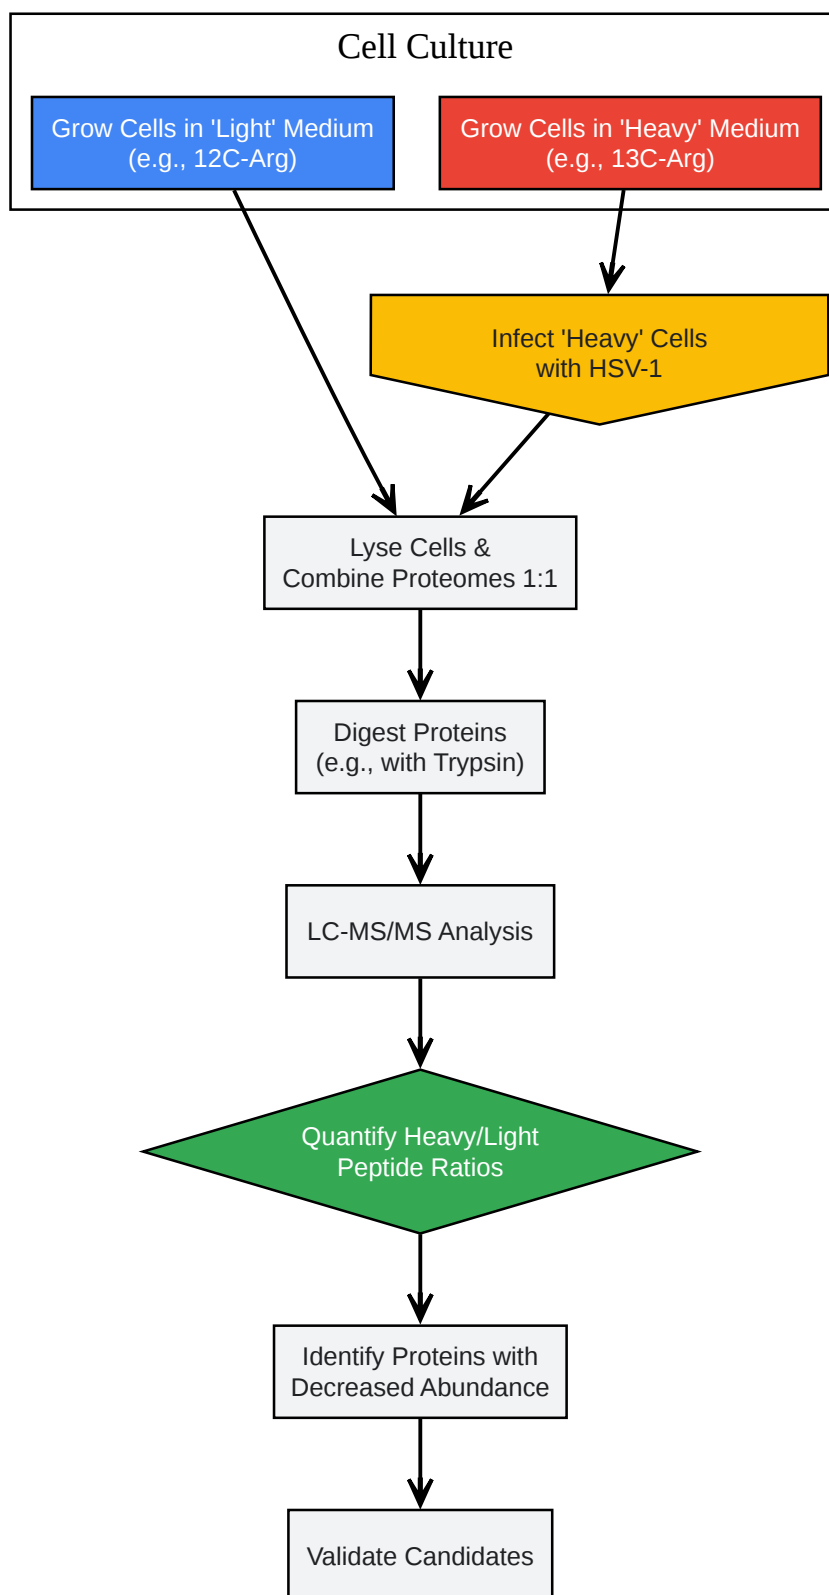 Cell Culture
Grow Cells in 'Light' Medium
(e.g., 12C-Arg)
Grow Cells in 'Heavy' Medium
(e.g., 13C-Arg)
Infect 'Heavy' Cells
with HSV-1
Lyse Cells &
Combine Proteomes 1:1
Digest Proteins
(e.g., with Trypsin)
LC-MS/MS Analysis
Quantify Heavy/Light
Peptide Ratios
Identify Proteins with
Decreased Abundance
Validate Candidates